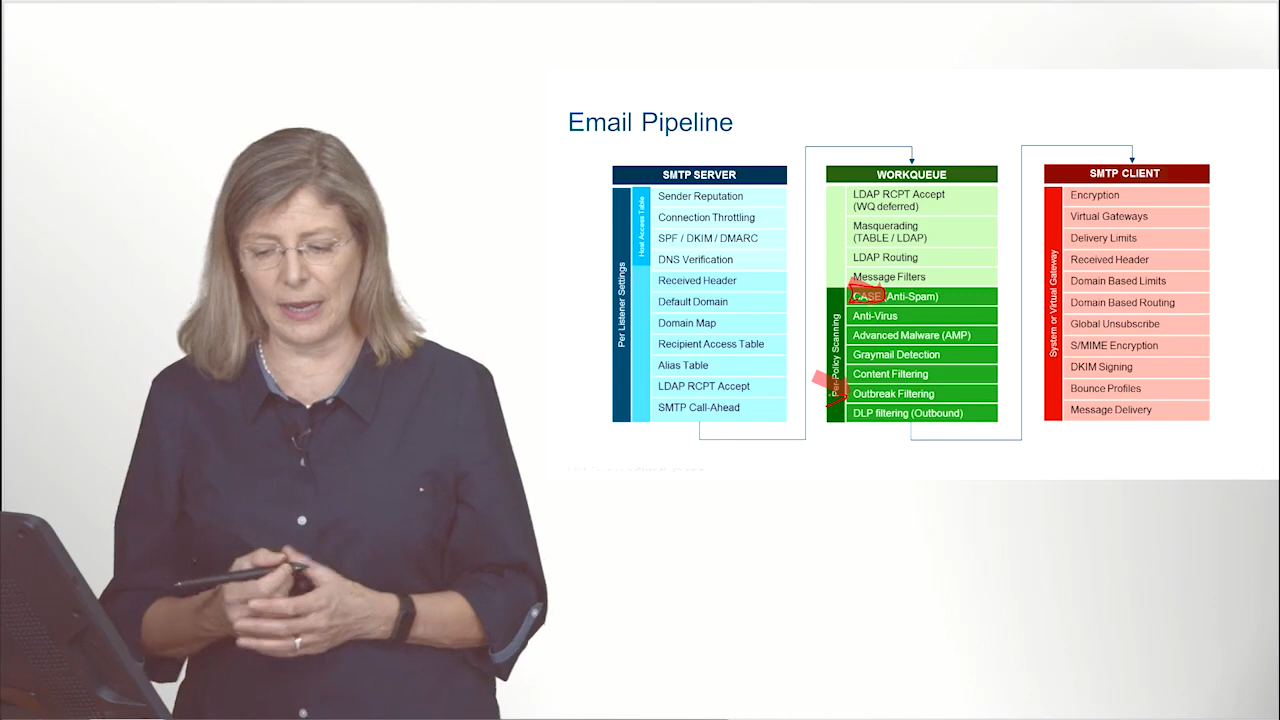 Email Pipeline
SMTP SERVER
Per Listener Settings
Host Access Table
Sender Reputation
Connection Throttling
SPF / DKIM / DMARC
DNS Verification
Received Header
Default Domain
Domain Map
Recipient Access Table
Alias Table
LDAP RCPT Accept
SMTP Call-Ahead
WORKQUEUE
LDAP RCPT Accept
(WQ deferred)
Masquerading
(TABLE / LDAP)
LDAP Routing
Message Filters
Per-Policy Scanning
CASE (Anti-Spam)
Anti-Virus
Advanced Malware (AMP)
Graymail Detection
Content Filtering
Outbreak Filtering
DLP filtering (Outbound)
SMTP CLIENT
System or Virtual Gateway
Encryption
Virtual Gateways
Delivery Limits
Received Header
Domain Based Limits
Domain Based Routing
Global Unsubscribe
S/MIME Encryption
DKIM Signing
Bounce Profiles
Message Delivery